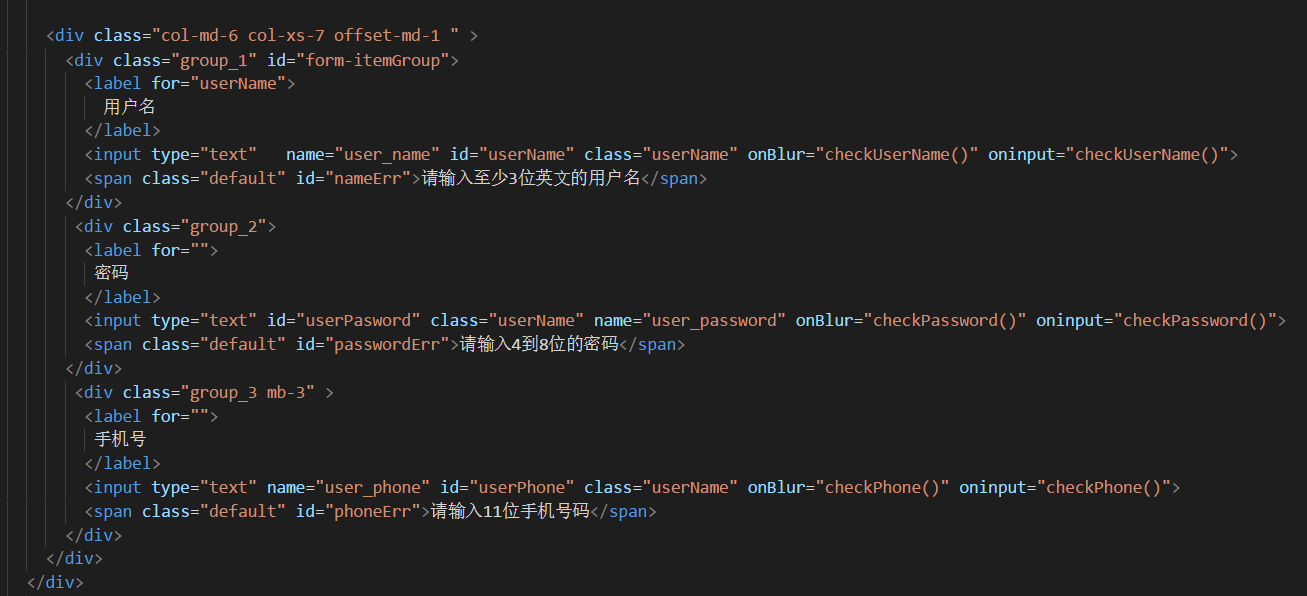 <div class="col-md-6 col-xs-7 offset-md-1 " >
<div class="group_1" id="form-itemGroup">
<label for="userName">
用户名
</label>
<input type="text"   name="user_name" id="userName" class="userName" onBlur="checkUserName()" oninput="checkUserName()">
<span class="default" id="nameErr">请输入至少3位英文的用户名</span>
</div>
<div class="group_2">
<label for="">
密码
</label>
<input type="text" id="userPasword" class="userName" name="user_password" onBlur="checkPassword()" oninput="checkPassword()">
<span class="default" id="passwordErr">请输入4到8位的密码</span>
</div>
<div class="group_3 mb-3" >
<label for="">
手机号
</label>
<input type="text" name="user_phone" id="userPhone" class="userName" onBlur="checkPhone()" oninput="checkPhone()">
<span class="default" id="phoneErr">请输入11位手机号码</span>
</div>
</div>
</div>